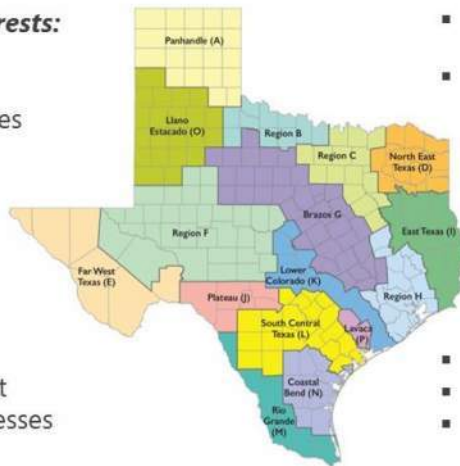 rests:
es
t
esses
Panhandle (A)
Llano
Estacado (O)
Region B
Region C
North East
Texas (D)
Brazos G
East Texas (I)
Region F
Far West
Texas (E)
Lower
Colorado (K)
Region H
Plateau (J)
South Central
Texas (L)
Lavaca
(P)
Coastal
Bend (N)
Rio
Grande
(M)